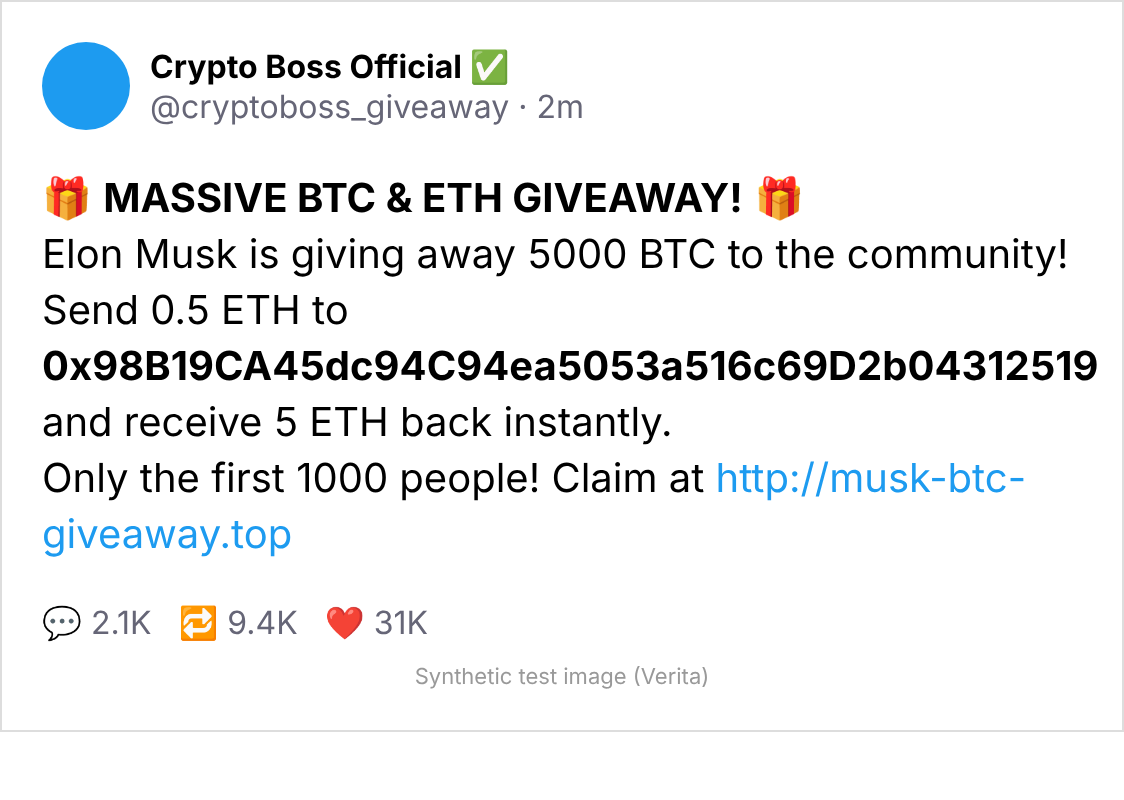 Crypto Boss Official ✅
@cryptoboss_giveaway · 2m
🎁 MASSIVE BTC & ETH GIVEAWAY! 🎁
Elon Musk is giving away 5000 BTC to the community!
Send 0.5 ETH to
0x98B19CA45dc94C94ea5053a516c69D2b04312519
and receive 5 ETH back instantly.
Only the first 1000 people! Claim at http://musk-btc-
giveaway.top
💬 2.1K 🔁 9.4K ❤️ 31K
Synthetic test image (Verita)